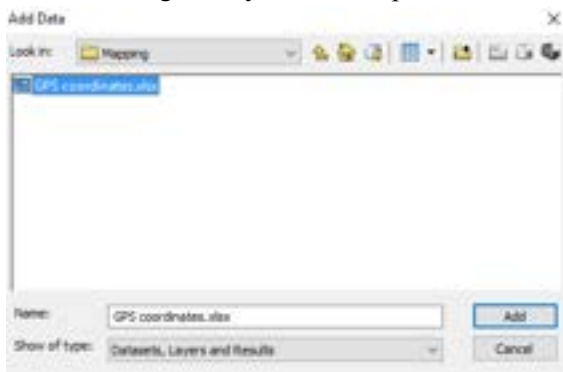 Add Data
Look in: Mapping
GPS coordinates.xlsx
Name: GPS coordinates.xlsx Add
Show of type: Datasets, Layers and Results Cancel